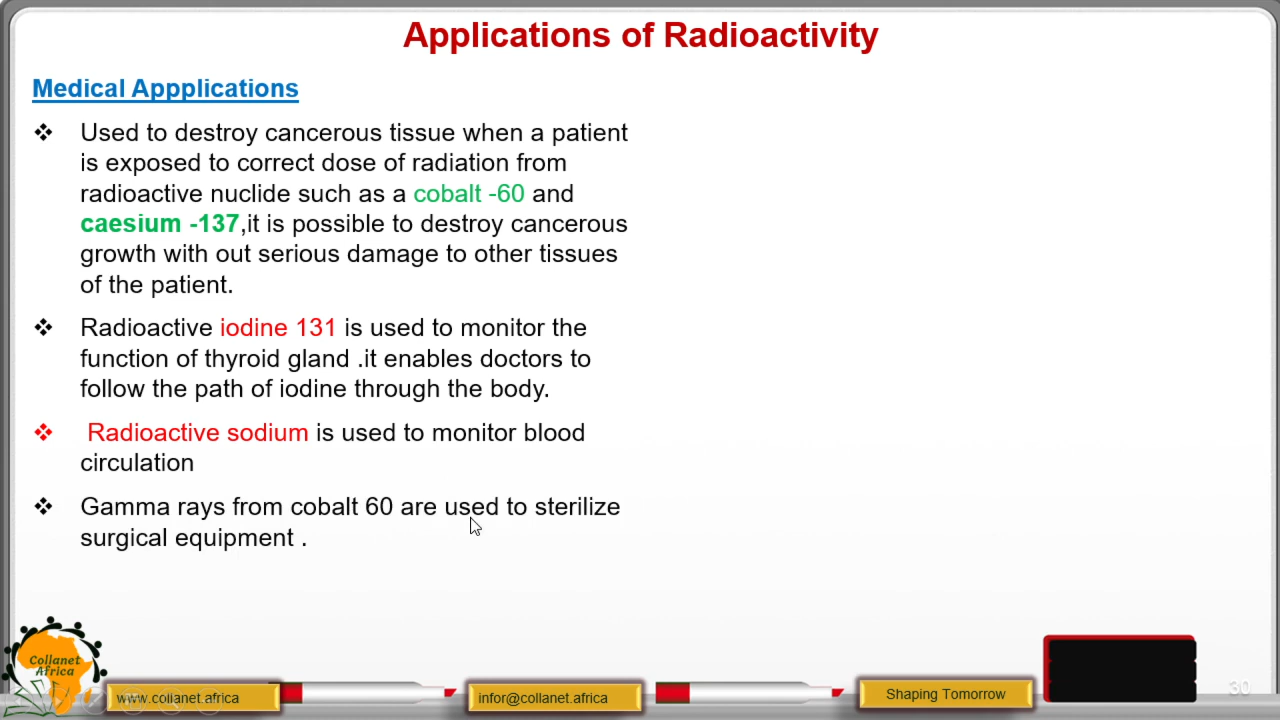 Applications of Radioactivity
Medical Appplications
❖ Used to destroy cancerous tissue when a patient
is exposed to correct dose of radiation from
radioactive nuclide such as a cobalt -60 and
caesium -137,it is possible to destroy cancerous
growth with out serious damage to other tissues
of the patient.
❖ Radioactive iodine 131 is used to monitor the
function of thyroid gland .it enables doctors to
follow the path of iodine through the body.
❖ Radioactive sodium is used to monitor blood
circulation
❖ Gamma rays from cobalt 60 are used to sterilize
surgical equipment .
Collanet
Africa
www.collanet.africa
infor@collanet.africa
Shaping Tomorrow
30